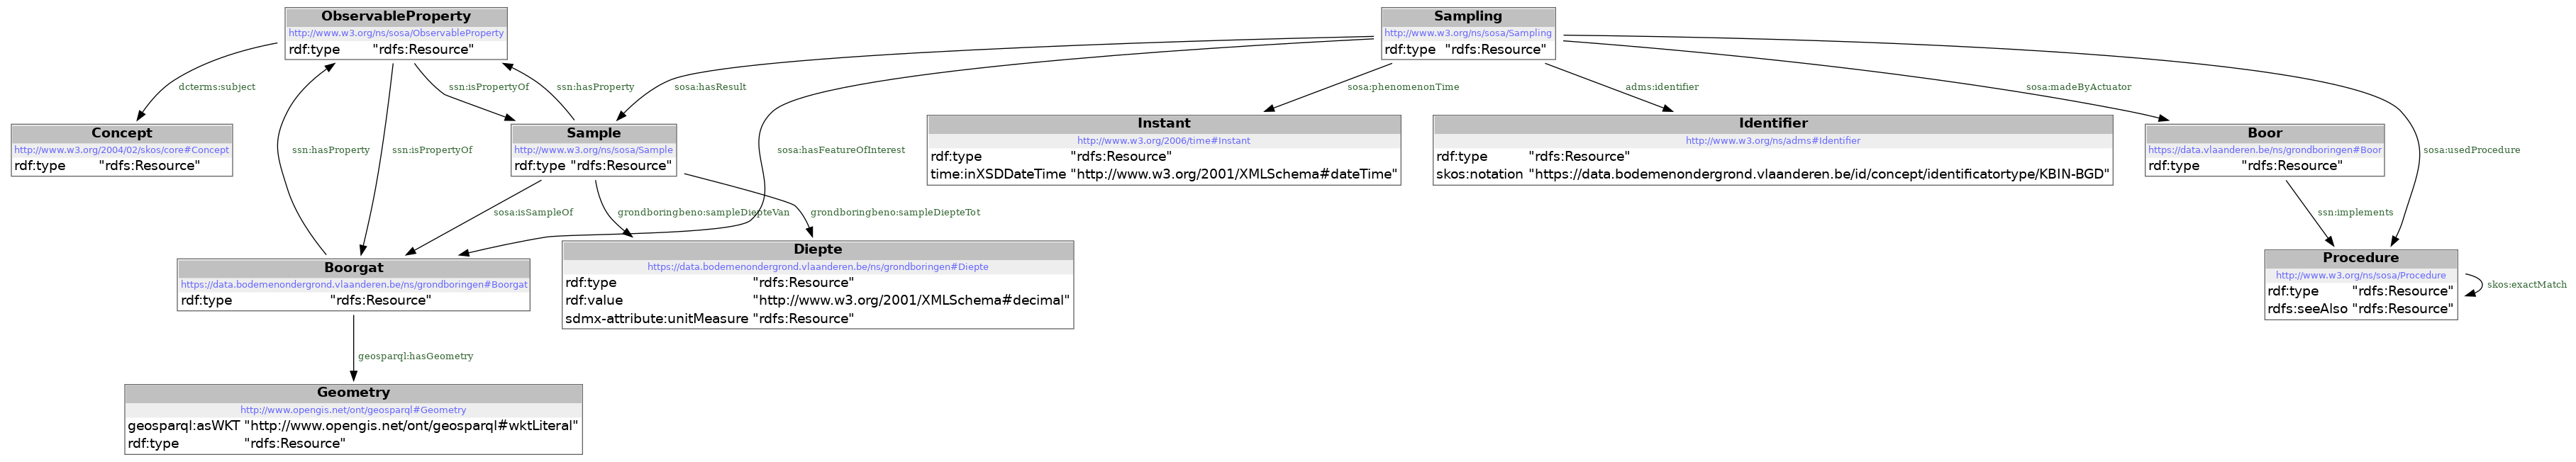 ObservableProperty
http://www.w3.org/ns/sosa/ObservableProperty
rdf:type "rdfs:Resource"
Sampling
http://www.w3.org/ns/sosa/Sampling
rdf:type "rdfs:Resource"
dcterms:subject
ssn:isPropertyOf
ssn:hasProperty
sosa:hasResult
sosa:phenomenonTime
adms:identifier
sosa:madeByActuator
Concept
http://www.w3.org/2004/02/skos/core#Concept
rdf:type "rdfs:Resource"
ssn:hasProperty
ssn:isPropertyOf
Sample
http://www.w3.org/ns/sosa/Sample
rdf:type "rdfs:Resource"
sosa:hasFeatureOfInterest
Instant
http://www.w3.org/2006/time#Instant
rdf:type "rdfs:Resource"
time:inXSDDateTime "http://www.w3.org/2001/XMLSchema#dateTime"
Identifier
http://www.w3.org/ns/adms#Identifier
rdf:type "rdfs:Resource"
skos:notation "https://data.bodemenondergrond.vlaanderen.be/id/concept/identificatortype/KBIN-BGD"
Boor
https://data.vlaanderen.be/ns/grondboringen#Boor
rdf:type "rdfs:Resource"
sosa:usedProcedure
sosa:isSampleOf
grondboringbeno:sampleDiepteVan
grondboringbeno:sampleDiepteTot
ssn:implements
Boorgat
https://data.bodemenondergrond.vlaanderen.be/ns/grondboringen#Boorgat
rdf:type "rdfs:Resource"
Diepte
https://data.bodemenondergrond.vlaanderen.be/ns/grondboringen#Diepte
rdf:type "rdfs:Resource"
rdf:value "http://www.w3.org/2001/XMLSchema#decimal"
sdmx-attribute:unitMeasure "rdfs:Resource"
Procedure
http://www.w3.org/ns/sosa/Procedure
rdf:type "rdfs:Resource"
rdfs:seeAlso "rdfs:Resource"
skos:exactMatch
geosparql:hasGeometry
Geometry
http://www.opengis.net/ont/geosparql#Geometry
geosparql:asWKT "http://www.opengis.net/ont/geosparql#wktLiteral"
rdf:type "rdfs:Resource"